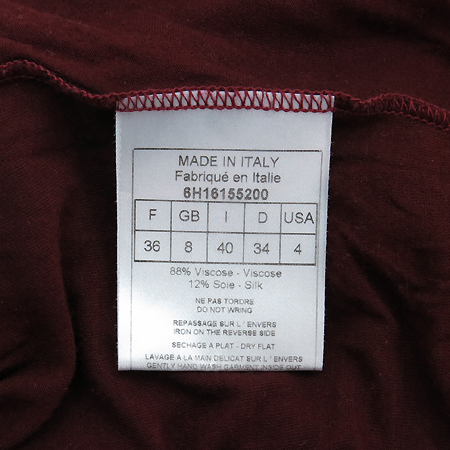 MADE IN ITALY
Fabriqué en Italie
6H16155200
F GB I D USA
36 8 40 34 4
88% Viscose - Viscose
12% Soie - Silk
NE PAS TORDRE
DO NOT WRING
REPASSAGE SUR L' ENVERS
IRON ON THE REVERSE SIDE
SECHAGE A PLAT - DRY FLAT
LAVAGE A LA MAIN DELICAT SUR L' ENVERS
GENTLY HAND WASH GARMENT INSIDE OUT